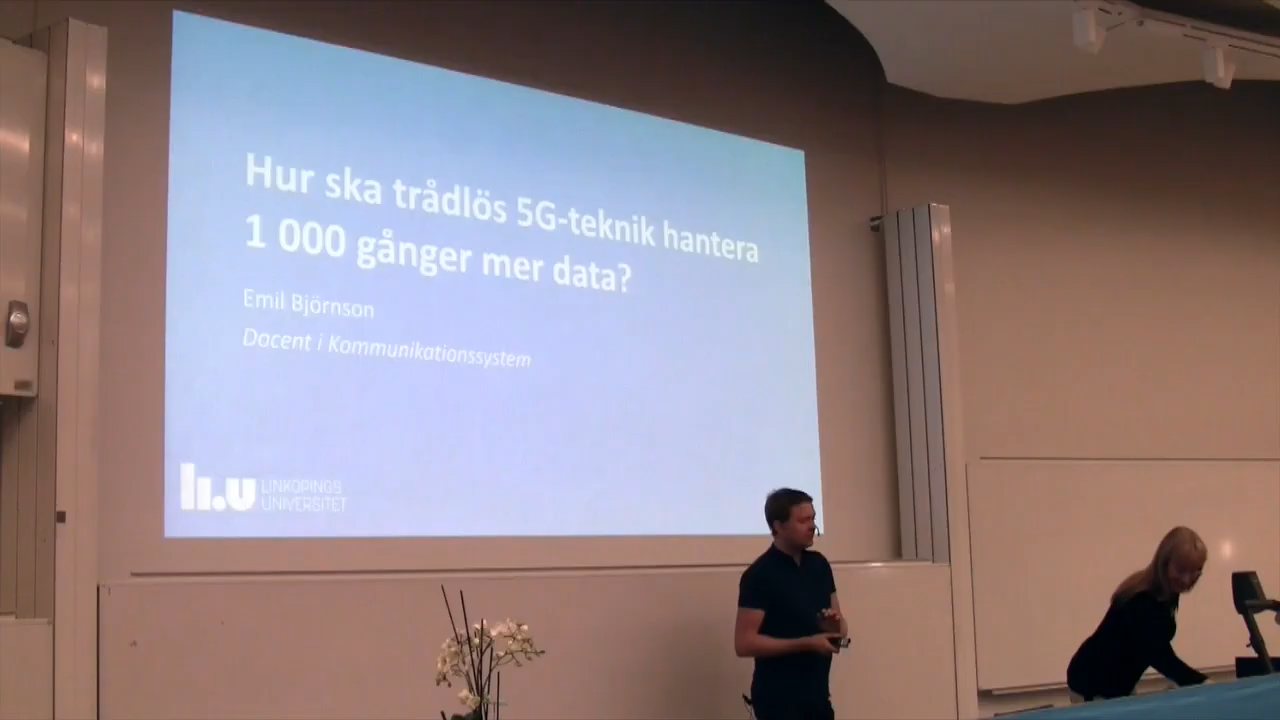 Hur ska trådlös 5G-teknik hantera
1 000 gånger mer data?
Emil Björnson
Docent i Kommunikationssystem
li.u LINKÖPINGS
UNIVERSITET